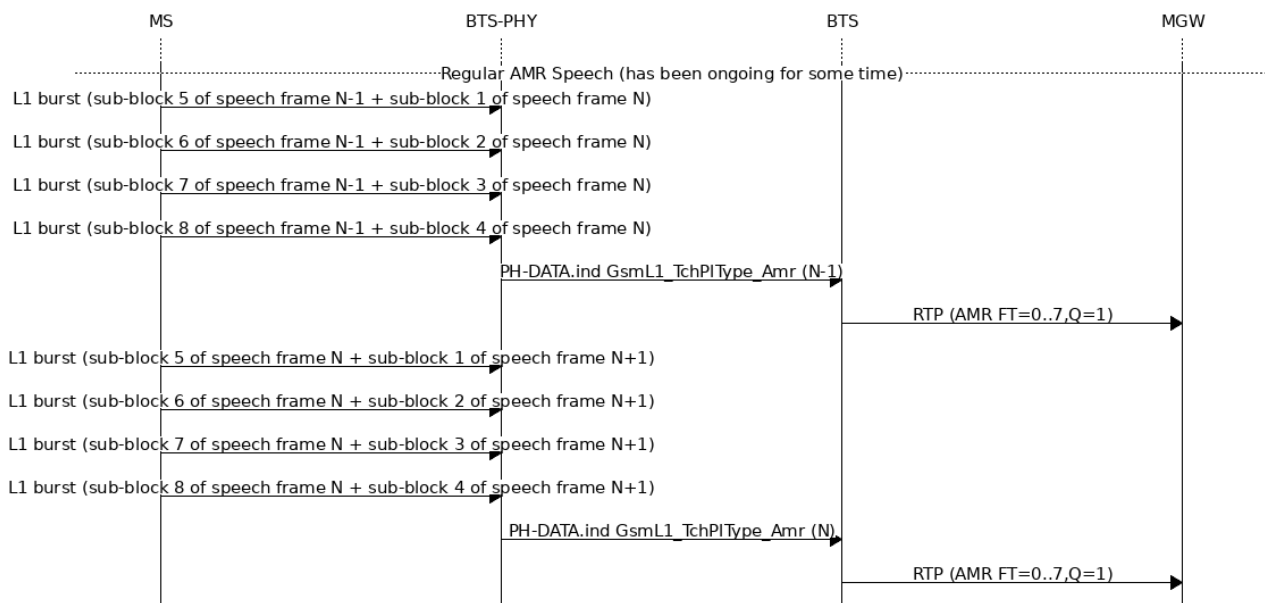 MS BTS-PHY BTS MGW
Regular AMR Speech (has been ongoing for some time)
L1 burst (sub-block 5 of speech frame N-1 + sub-block 1 of speech frame N)
L1 burst (sub-block 6 of speech frame N-1 + sub-block 2 of speech frame N)
L1 burst (sub-block 7 of speech frame N-1 + sub-block 3 of speech frame N)
L1 burst (sub-block 8 of speech frame N-1 + sub-block 4 of speech frame N)
PH-DATA.ind GsmL1_TchPlType_Amr (N-1)
RTP (AMR FT=0..7,Q=1)
L1 burst (sub-block 5 of speech frame N + sub-block 1 of speech frame N+1)
L1 burst (sub-block 6 of speech frame N + sub-block 2 of speech frame N+1)
L1 burst (sub-block 7 of speech frame N + sub-block 3 of speech frame N+1)
L1 burst (sub-block 8 of speech frame N + sub-block 4 of speech frame N+1)
PH-DATA.ind GsmL1_TchPlType_Amr (N)
RTP (AMR FT=0..7,Q=1)